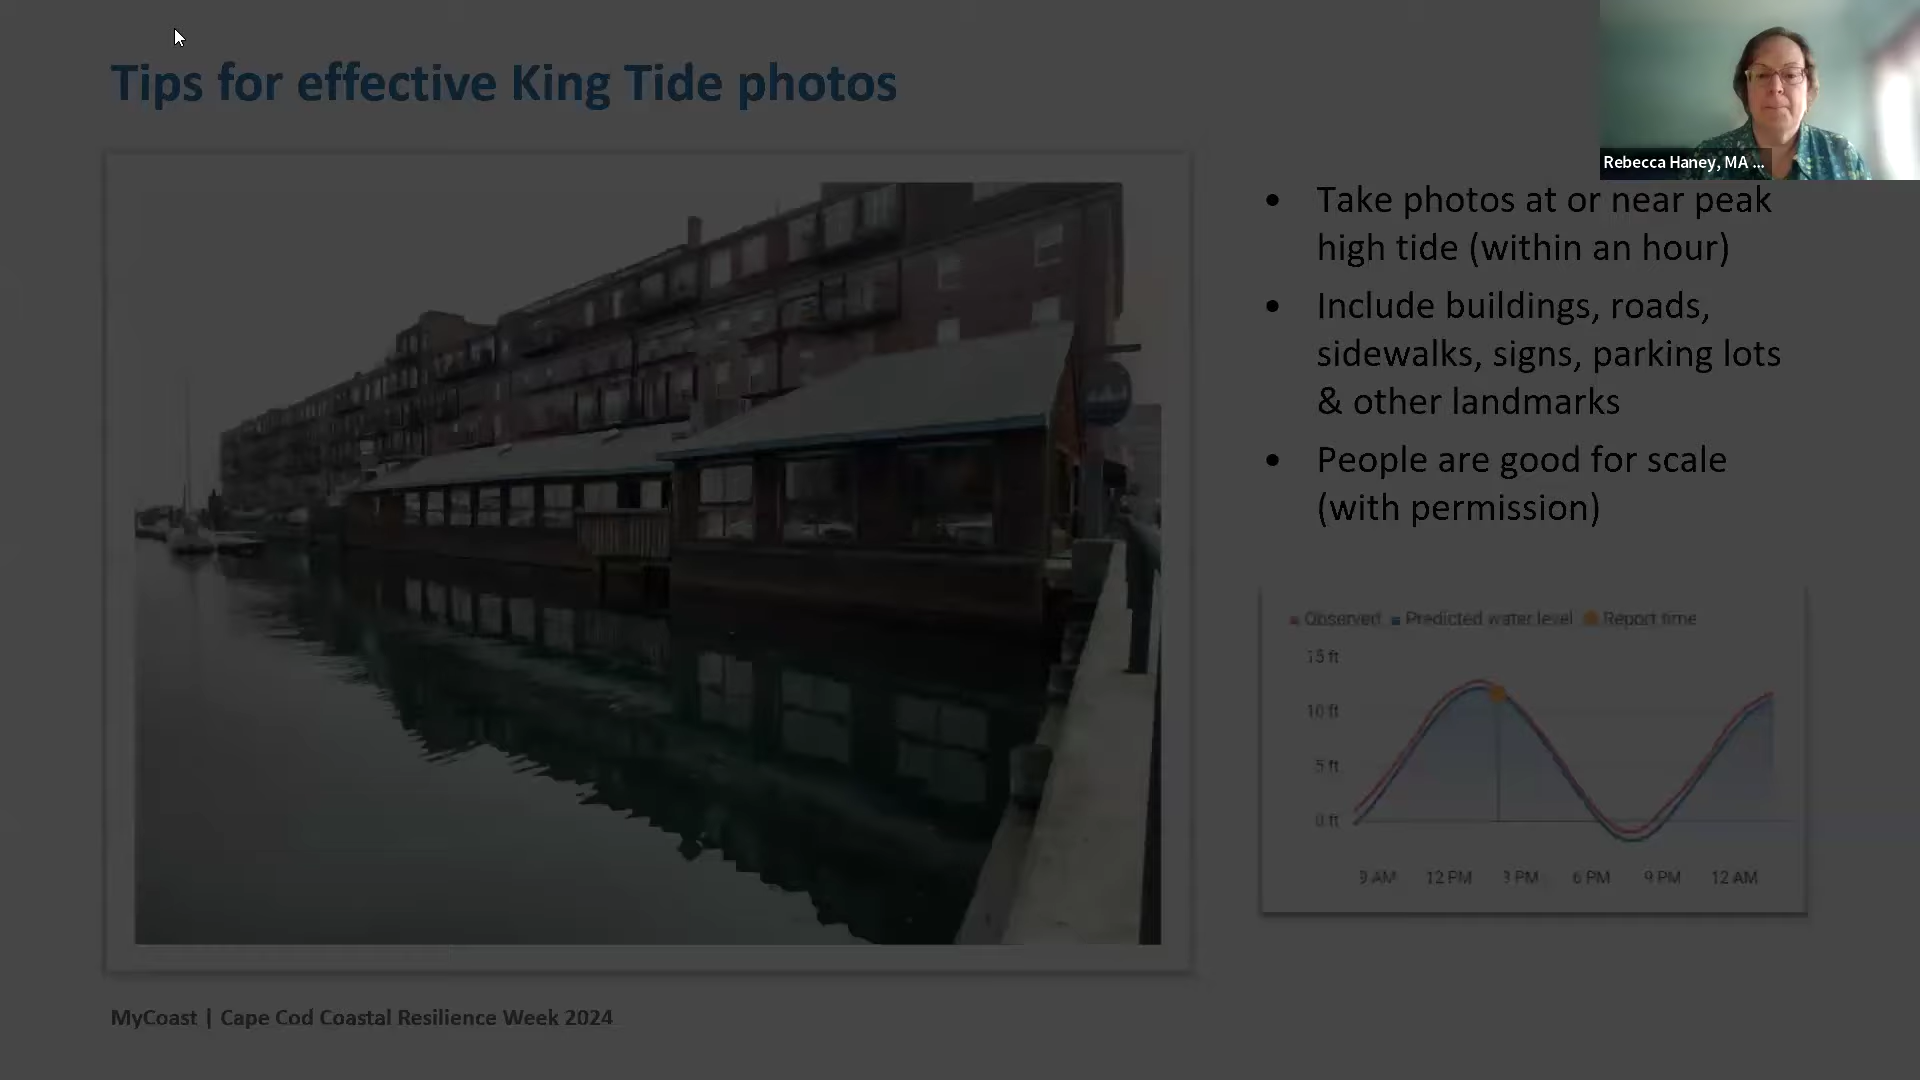 Tips for effective King Tide photos
Rebecca Haney, MA ...
• Take photos at or near peak
high tide (within an hour)
• Include buildings, roads,
sidewalks, signs, parking lots
& other landmarks
• People are good for scale
(with permission)
Observed Predicted water level Report time
15 ft
10 ft
5 ft
0 ft
9 AM 12 PM 3 PM 6 PM 9 PM 12 AM
MyCoast | Cape Cod Coastal Resilience Week 2024